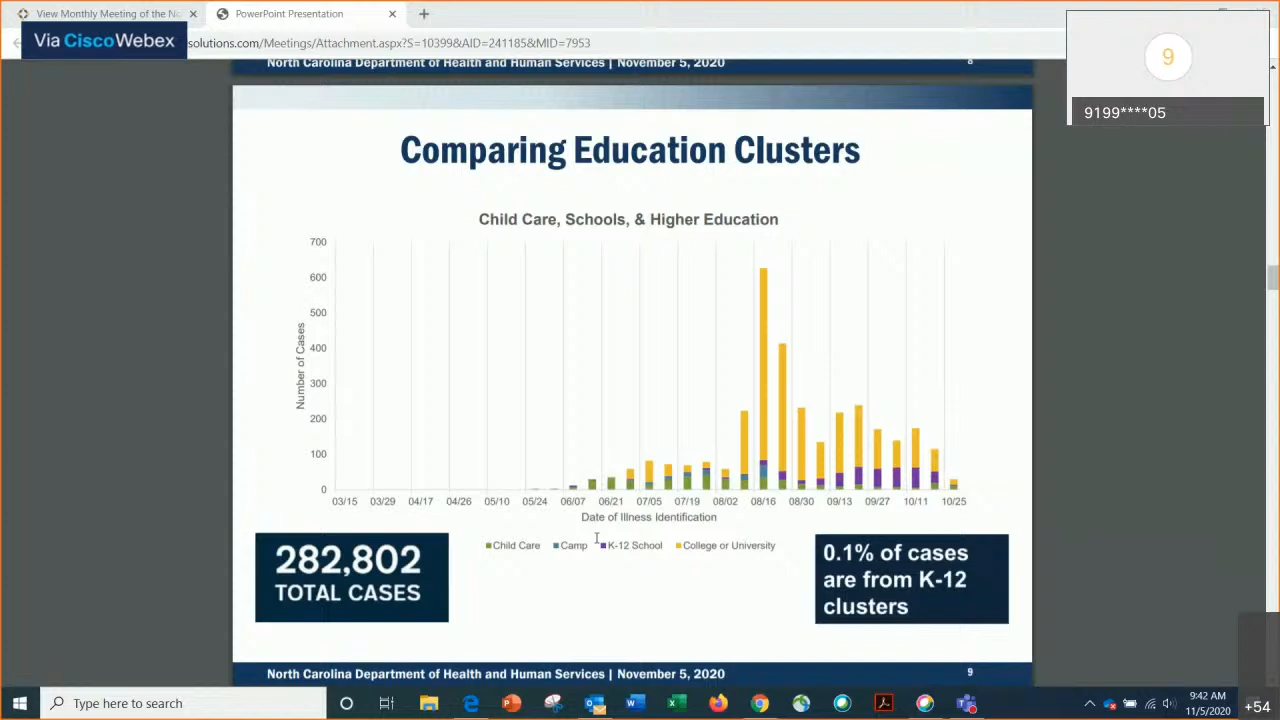 View Monthly Meeting of the No
PowerPoint Presentation
Via CiscoWebex
solutions.com/Meetings/Attachment.aspx?S=10399&AID=241185&MID=7953
9
9199****05
North Carolina Department of Health and Human Services | November 5, 2020
8
Comparing Education Clusters
Child Care, Schools, & Higher Education
Number of Cases
700
600
500
400
300
200
100
0
03/15 03/29 04/17 04/26 05/10 05/24 06/07 06/21 07/05 07/19 08/02 08/16 08/30 09/13 09/27 10/11 10/25
Date of Illness Identification
Child Care Camp K-12 School College or University
282,802
TOTAL CASES
0.1% of cases
are from K-12
clusters
North Carolina Department of Health and Human Services | November 5, 2020
9
Type here to search
9:42 AM
11/5/2020
+54